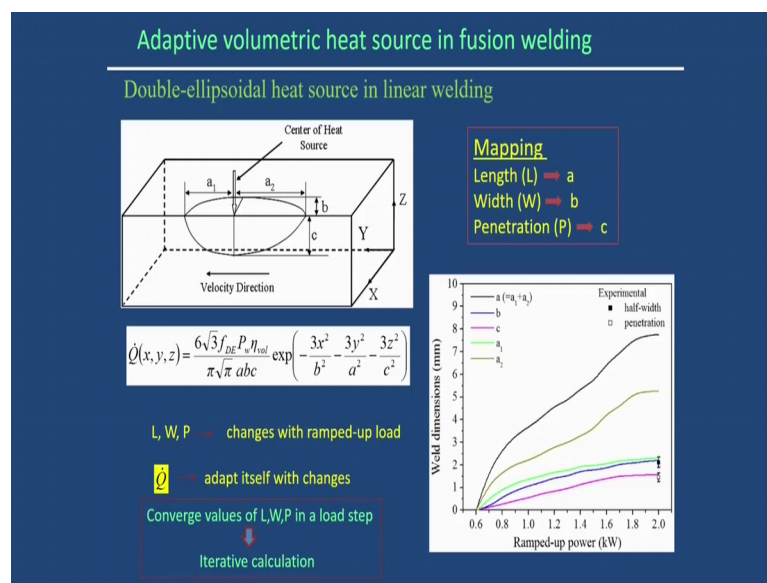 Adaptive volumetric heat source in fusion welding
Double-ellipsoidal heat source in linear welding
Center of Heat
Source
a₁
a₂
b
c
Z
Y
X
Velocity Direction
Mapping
Length (L) → a
Width (W) → b
Penetration (P) → c
Q̇(x, y, z) = 6√3 f_DE P_w η_vol / π√π abc exp(− 3x²/b² − 3y²/a² − 3z²/c²)
L, W, P → changes with ramped-up load
Q̇ → adapt itself with changes
Converge values of L,W,P in a load step
Iterative calculation
Weld dimensions (mm)
10
9
8
7
6
5
4
3
2
1
0
a (=a₁+a₂)
b
c
a₁
a₂
Experimental
half-width
penetration
0.6 0.8 1.0 1.2 1.4 1.6 1.8 2.0
Ramped-up power (kW)